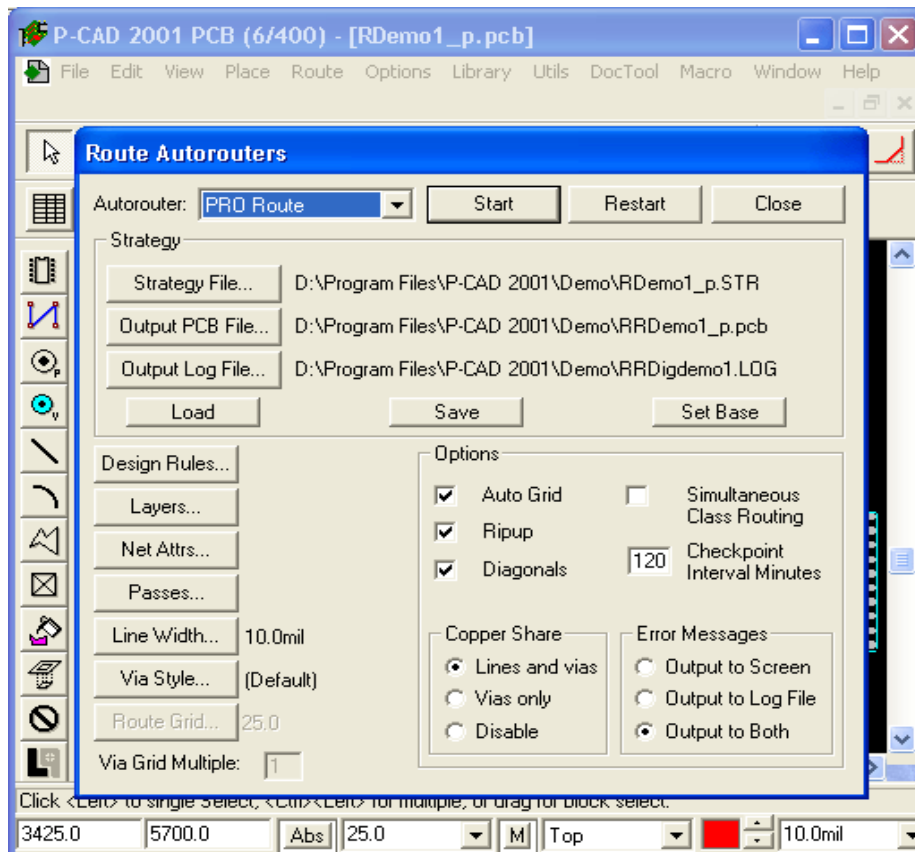 P-CAD 2001 PCB (6/400) - [RDemo1_p.pcb]
File Edit View Place Route Options Library Utils DocTool Macro Window Help
Route Autorouters
Autorouter: PRO Route Start Restart Close
Strategy
Strategy File... D:\Program Files\P-CAD 2001\Demo\RDemo1_p.STR
Output PCB File... D:\Program Files\P-CAD 2001\Demo\RRDemo1_p.pcb
Output Log File... D:\Program Files\P-CAD 2001\Demo\RRDigdemo1.LOG
Load Save Set Base
Design Rules...
Layers...
Net Attrs...
Passes...
Line Width... 10.0mil
Via Style... (Default)
Route Grid... 25.0
Via Grid Multiple: 1
Options
Auto Grid
Ripup
Diagonals
Simultaneous
Class Routing
120 Checkpoint
Interval Minutes
Copper Share
Lines and vias
Vias only
Disable
Error Messages
Output to Screen
Output to Log File
Output to Both
Click <Left> to single Select, <Ctrl><Left> for multiple, or drag for block select.
3425.0 5700.0 Abs 25.0 M Top 10.0mil